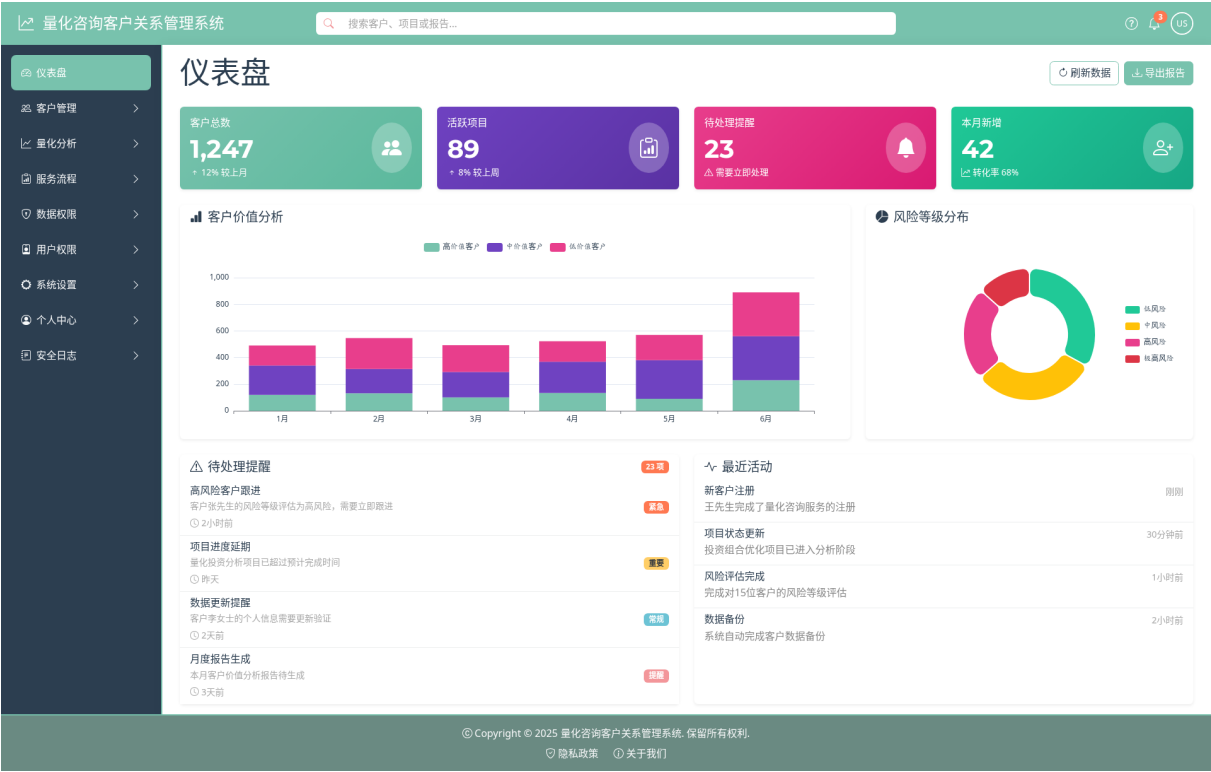 量化咨询客户关系管理系统
搜索客户、项目或报告...
3
US
仪表盘
客户管理
量化分析
服务流程
数据权限
用户权限
系统设置
个人中心
安全日志
仪表盘
刷新数据
导出报告
客户总数
1,247
↑ 12% 较上月
活跃项目
89
↑ 8% 较上周
待处理提醒
23
需要立即处理
本月新增
42
转化率 68%
客户价值分析
高价值客户 中价值客户 低价值客户
1,000
800
600
400
200
0
1月 2月 3月 4月 5月 6月
风险等级分布
低风险
中风险
高风险
极高风险
待处理提醒 23 项
高风险客户跟进
客户张先生的风险等级评估为高风险，需要立即跟进
紧急
2小时前
项目进度延期
量化投资分析项目已超过预计完成时间
重要
昨天
数据更新提醒
客户李女士的个人信息需要更新验证
常规
2天前
月度报告生成
本月客户价值分析报告待生成
提醒
3天前
最近活动
新客户注册 刚刚
王先生完成了量化咨询服务的注册
项目状态更新 30分钟前
投资组合优化项目已进入分析阶段
风险评估完成 1小时前
完成对15位客户的风险等级评估
数据备份 2小时前
系统自动完成客户数据备份
© Copyright © 2025 量化咨询客户关系管理系统. 保留所有权利.
隐私政策 关于我们